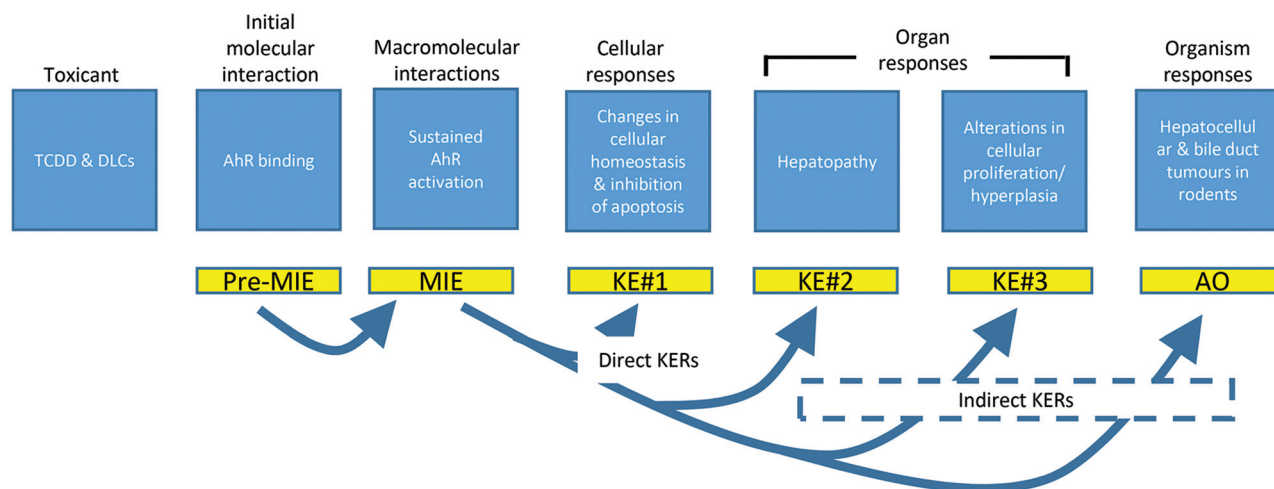 Toxicant
Initial
molecular
interaction
Macromolecular
interactions
Cellular
responses
Organ
responses
Organism
responses
TCDD & DLCs
AhR binding
Sustained
AhR
activation
Changes in
cellular
homeostasis
& inhibition
of apoptosis
Hepatopathy
Alterations in
cellular
proliferation/
hyperplasia
Hepatocellul
ar & bile duct
tumours in
rodents
Pre-MIE
MIE
KE#1
KE#2
KE#3
AO
Direct KERs
Indirect KERs